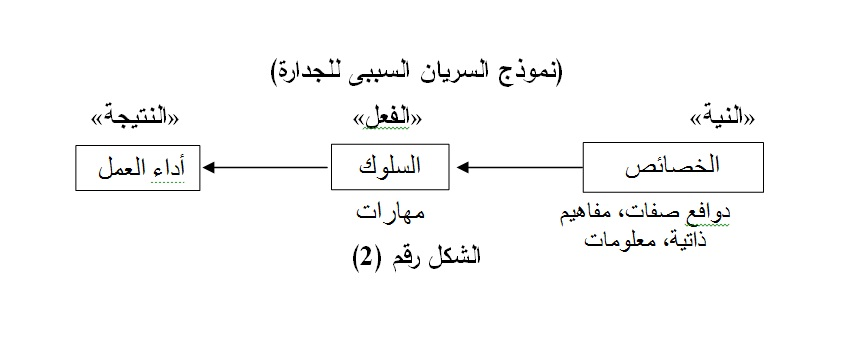 (نموذج السريان السببى للجدارة)
«النية» «الفعل» «النتيجة»
الخصائص السلوك أداء العمل
دوافع صفات، مفاهيم ذاتية، معلومات
مهارات
الشكل رقم (2)